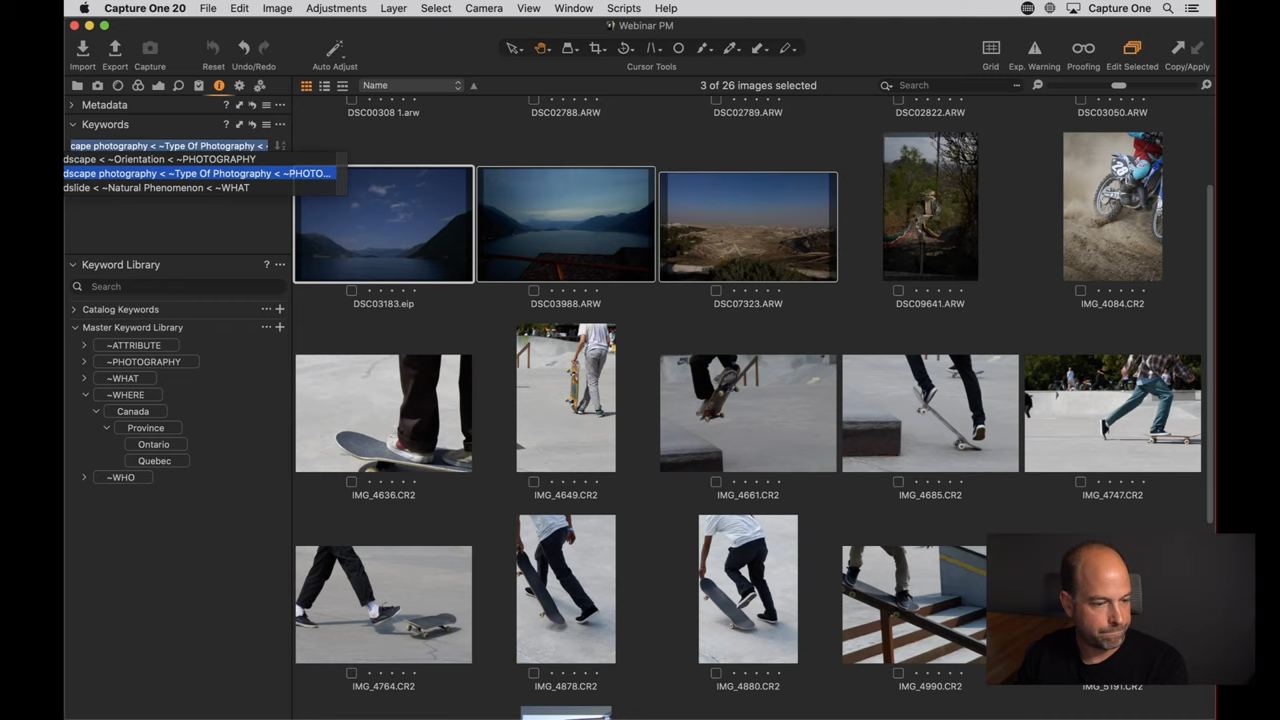 Capture One 20 File Edit Image Adjustments Layer Select Camera View Window Scripts Help Capture One
Webinar PM
Import Export Capture Reset Undo/Redo Auto Adjust Cursor Tools Grid Exp. Warning Proofing Edit Selected Copy/Apply
Name 3 of 26 images selected Search
Metadata
Keywords
cape photography < ~Type Of Photography <
dscape < ~Orientation < ~PHOTOGRAPHY
dscape photography < ~Type Of Photography < ~PHOTO...
dslide < ~Natural Phenomenon < ~WHAT
Keyword Library
Search
Catalog Keywords
Master Keyword Library
~ATTRIBUTE
~PHOTOGRAPHY
~WHAT
~WHERE
Canada
Province
Ontario
Quebec
~WHO
DSC00308 1.arw DSC02788.ARW DSC02789.ARW DSC02822.ARW DSC03050.ARW
DSC03183.eip DSC03988.ARW DSC07323.ARW DSC09641.ARW IMG_4084.CR2
IMG_4636.CR2 IMG_4649.CR2 IMG_4661.CR2 IMG_4685.CR2 IMG_4747.CR2
IMG_4764.CR2 IMG_4878.CR2 IMG_4880.CR2 IMG_4990.CR2 IMG_5191.CR2